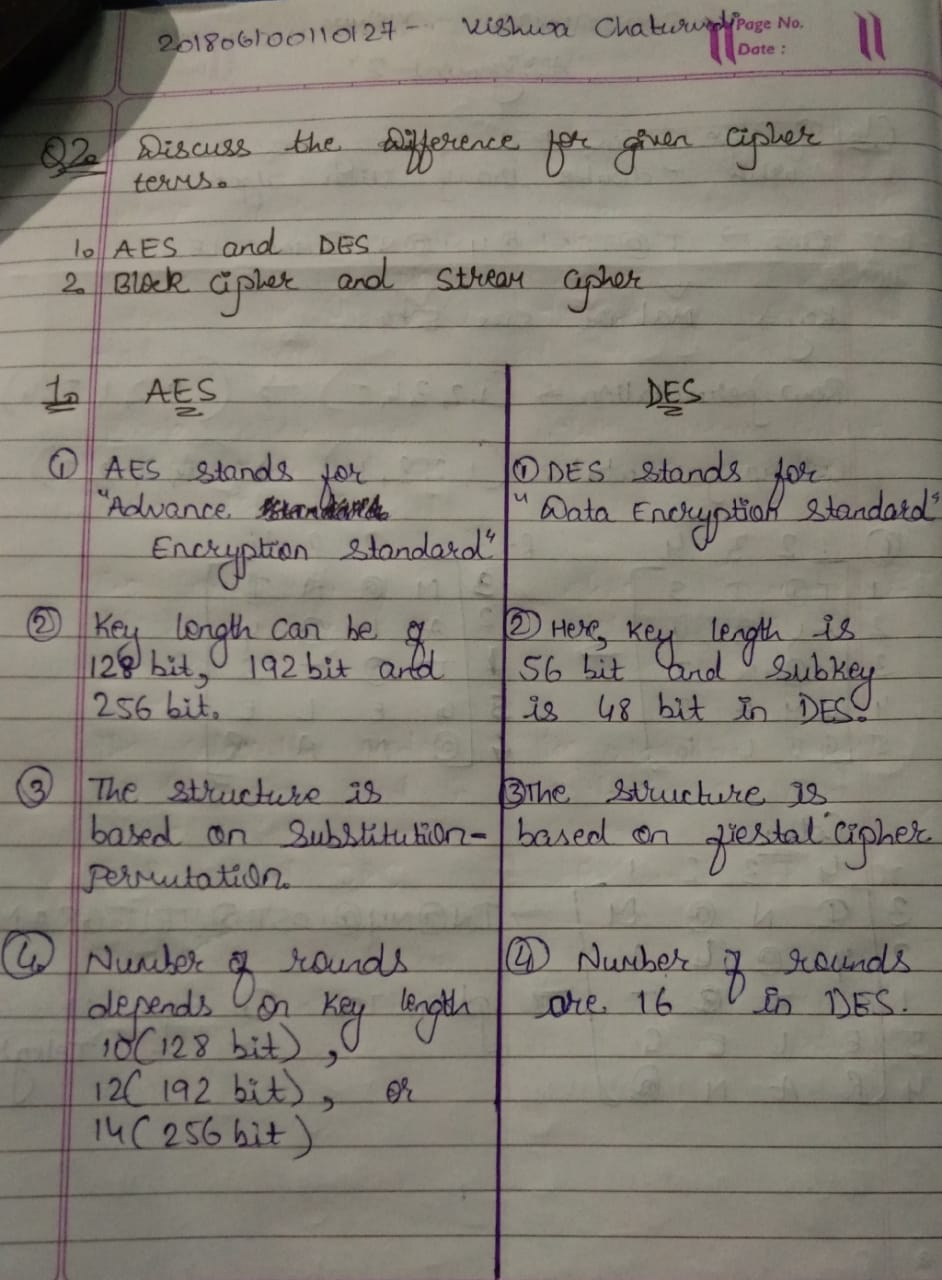 201806100110127 - Vishwa Chaturvedi
Page No.
Date :
Q2. Discuss the Difference for given Cipher
terms.
1. AES and DES
2. Block Cipher and Stream Cipher
1. AES
① AES stands for
"Advance
Encryption Standard"
② Key length can be of
128 bit, 192 bit and
256 bit.
③ The structure is
based on Substitution-
Permutation.
④ Number of rounds
depends on key length
10(128 bit),
12(192 bit), or
14(256 bit)
DES
① DES stands for
"Data Encryption Standard"
② Here, key length is
56 bit and Subkey
is 48 bit in DES.
③ The structure is
based on fiestal cipher.
④ Number of rounds
are 16 in DES.